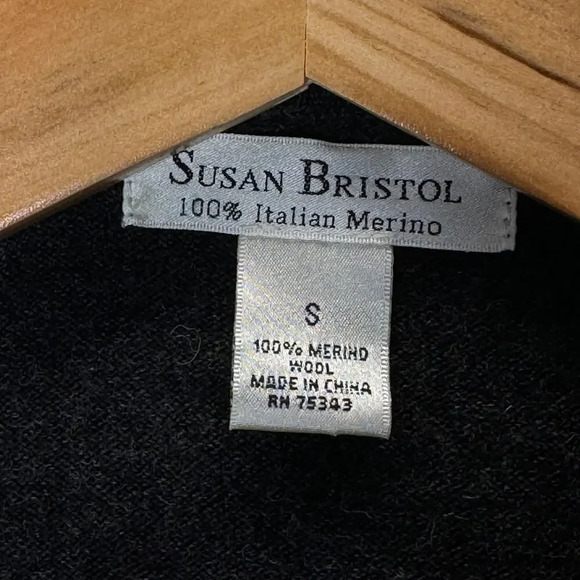 SUSAN BRISTOL
100% Italian Merino
S
100% MERINO
WOOL
MADE IN CHINA
RN 75343